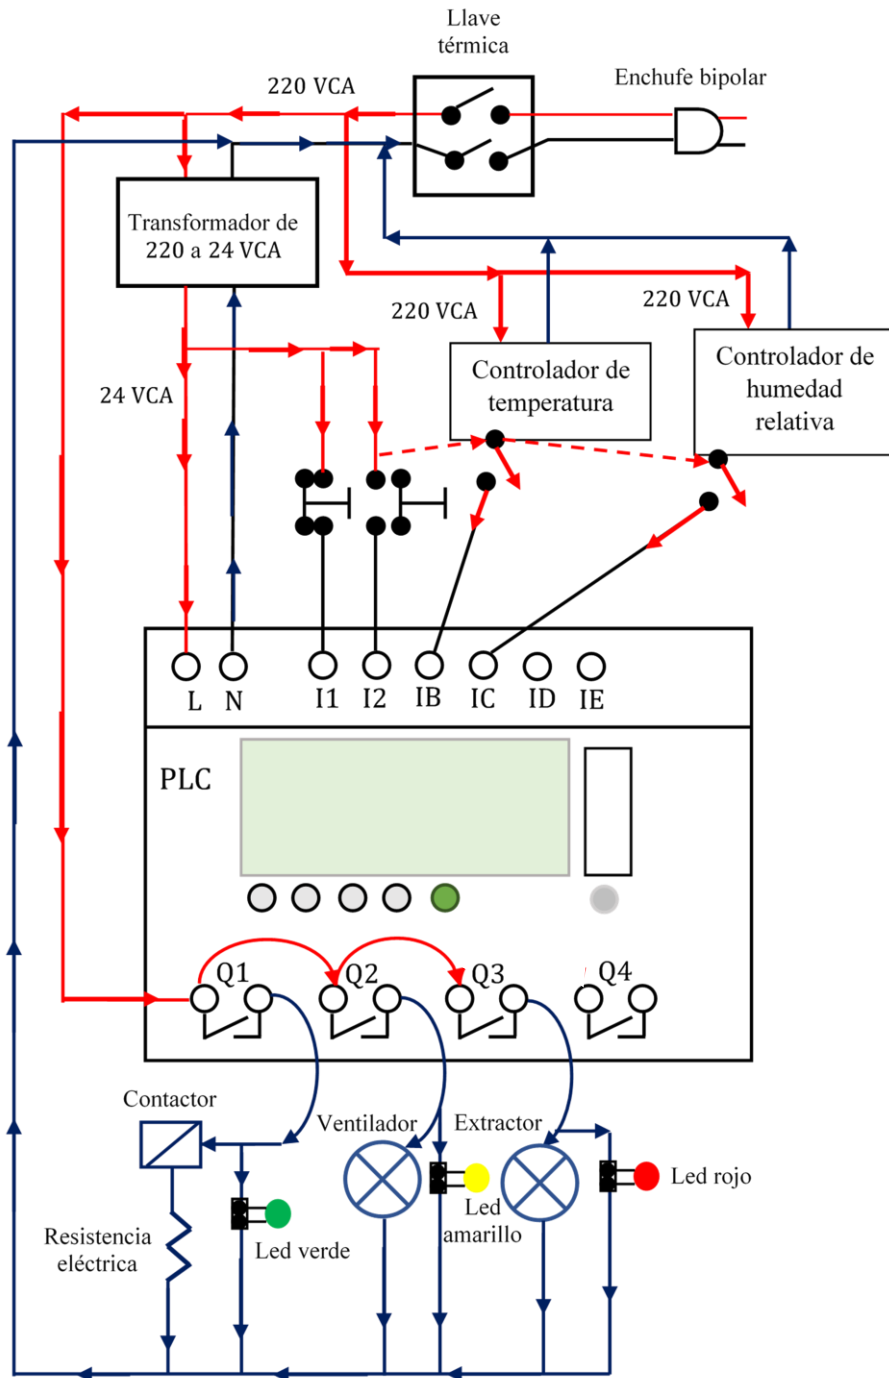 Llave
térmica
220 VCA
Enchufe bipolar
Transformador de
220 a 24 VCA
220 VCA
220 VCA
24 VCA
Controlador de
temperatura
Controlador de
humedad
relativa
L
N
I1
I2
IB
IC
ID
IE
PLC
Q1
Q2
Q3
Q4
Contactor
Ventilador
Extractor
Led rojo
Led
amarillo
Resistencia
eléctrica
Led verde